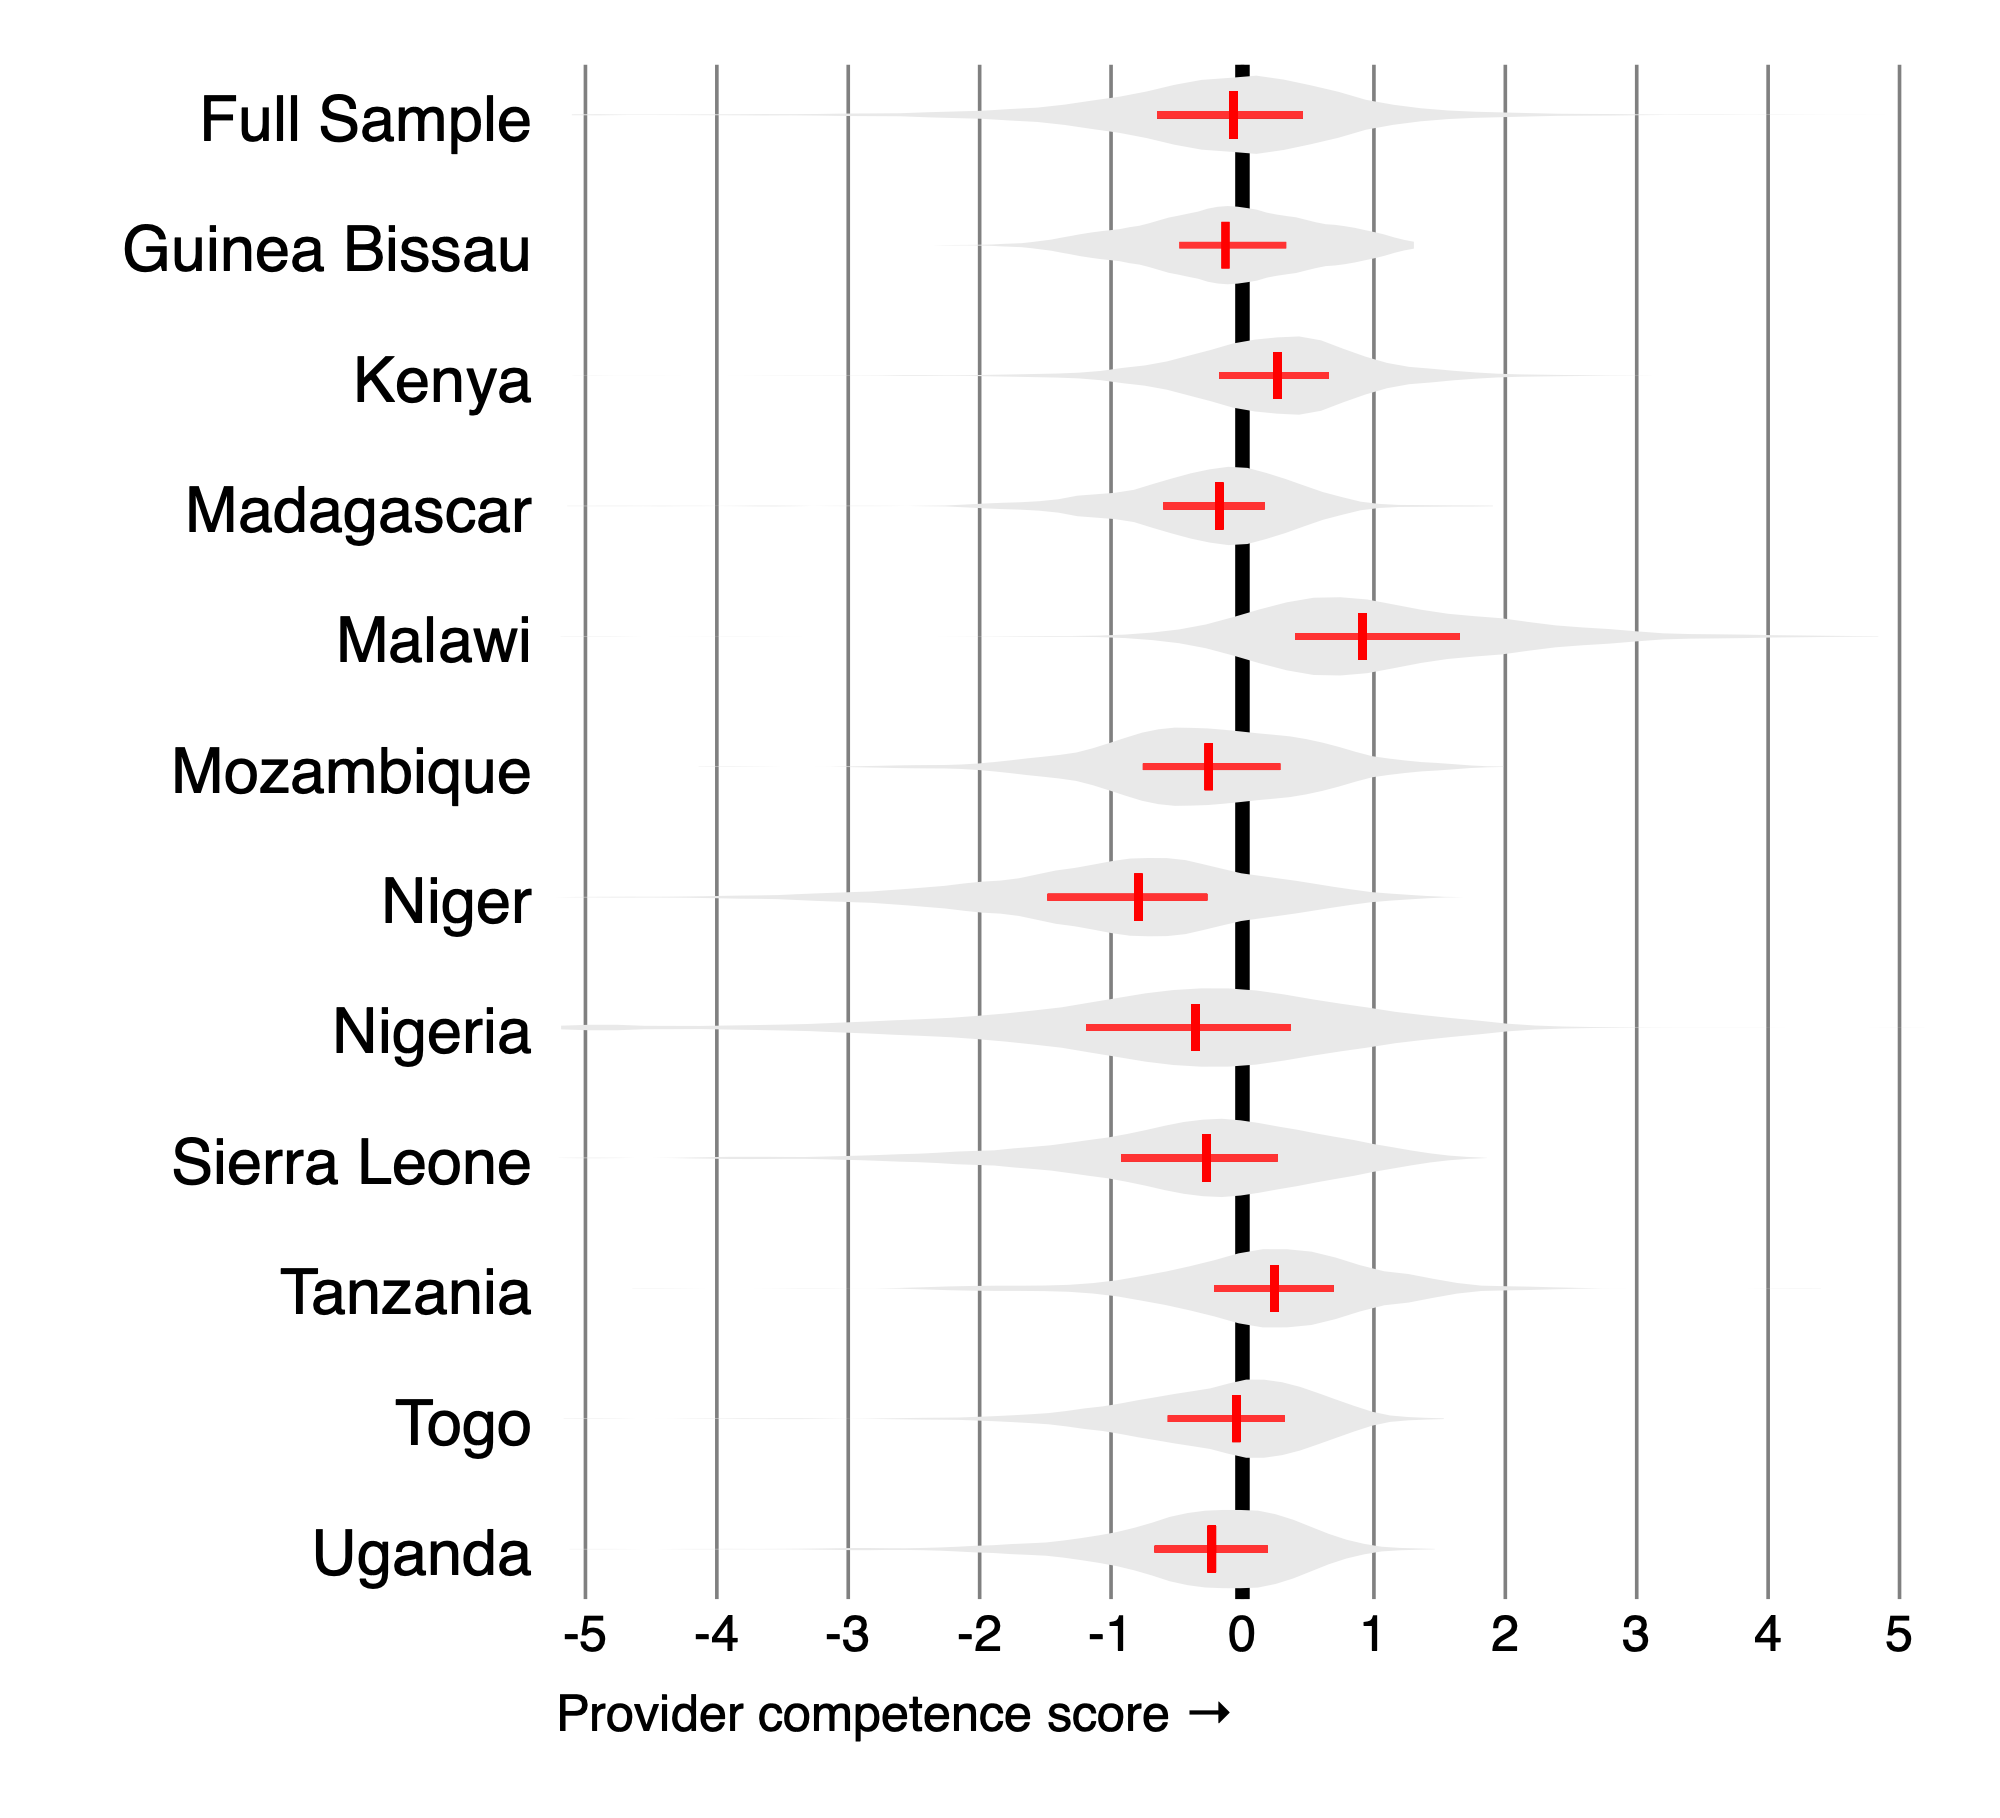 Full Sample
Guinea Bissau
Kenya
Madagascar
Malawi
Mozambique
Niger
Nigeria
Sierra Leone
Tanzania
Togo
Uganda
-5 -4 -3 -2 -1 0 1 2 3 4 5
Provider competence score →